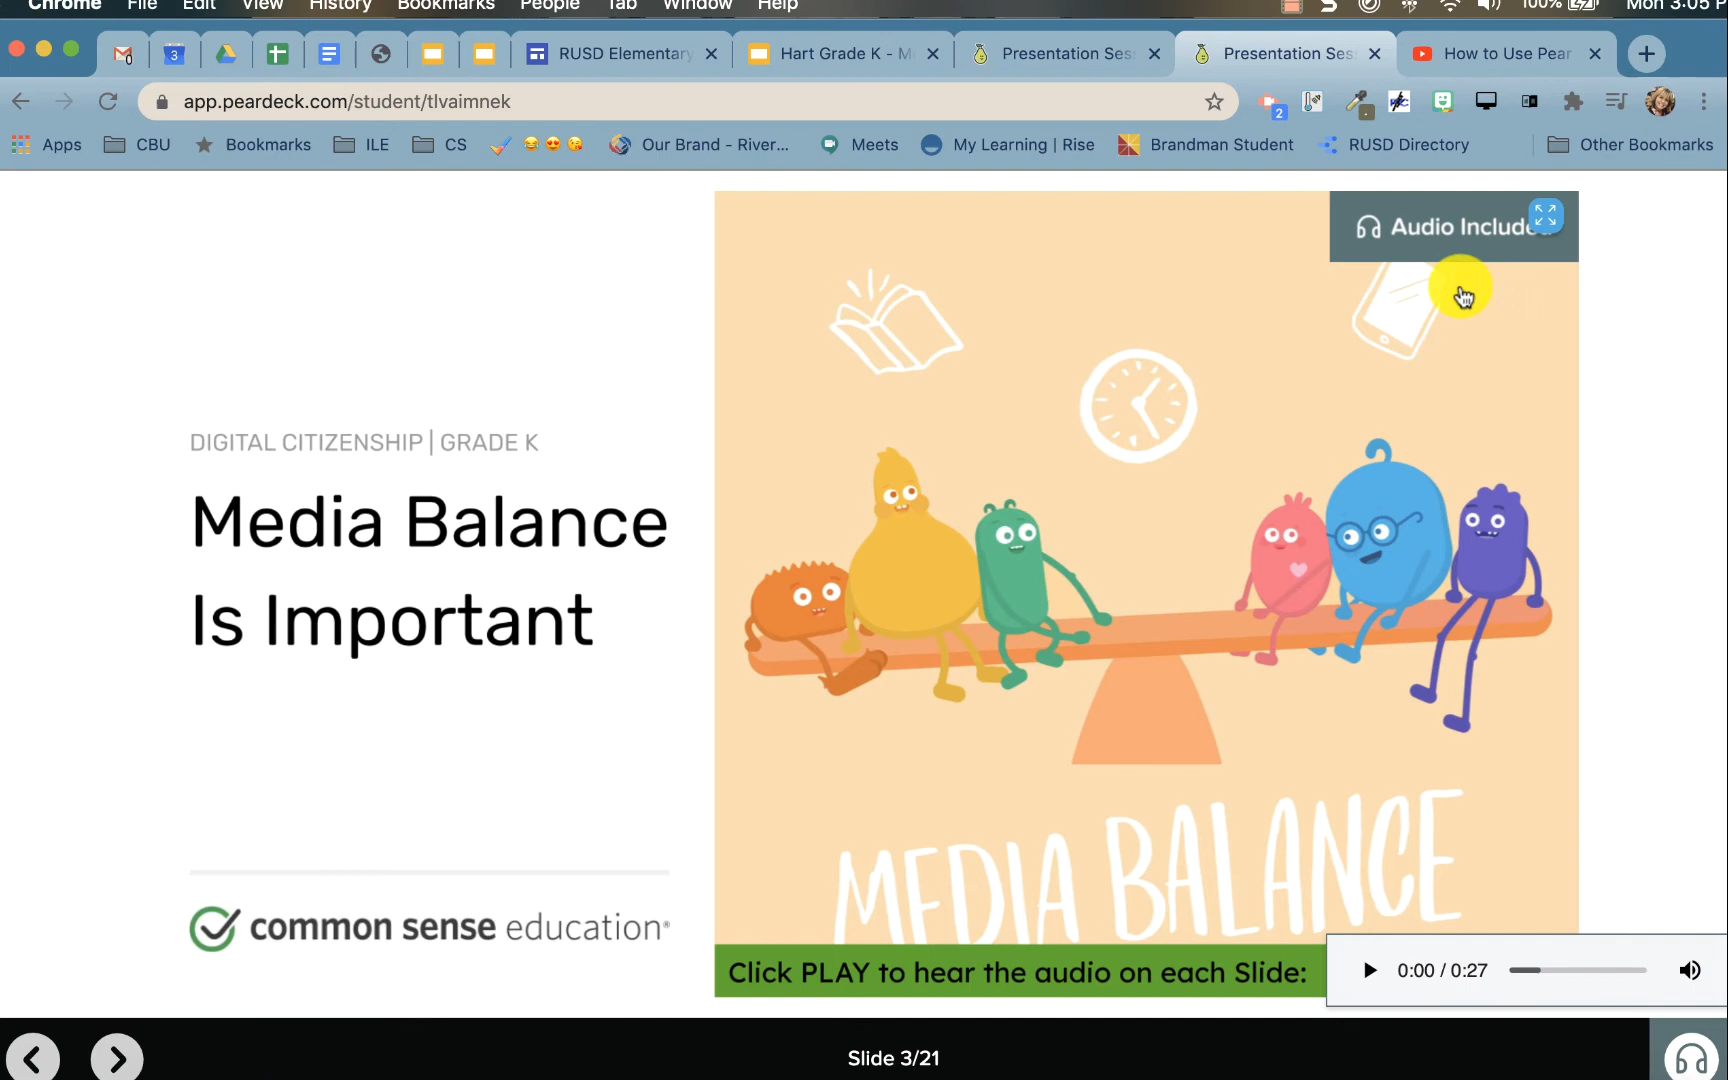 Chrome File Edit View History Bookmarks People Tab Window Help 100% Mon 3:05 P
RUSD Elementary Hart Grade K - M Presentation Ses Presentation Ses How to Use Pear
app.peardeck.com/student/tlvaimnek 2
Apps CBU Bookmarks ILE CS Our Brand - River... Meets My Learning | Rise Brandman Student RUSD Directory Other Bookmarks
Audio Include
DIGITAL CITIZENSHIP | GRADE K
Media Balance
Is Important
MEDIA BALANCE
common sense education®
Click PLAY to hear the audio on each Slide:
0:00 / 0:27
Slide 3/21